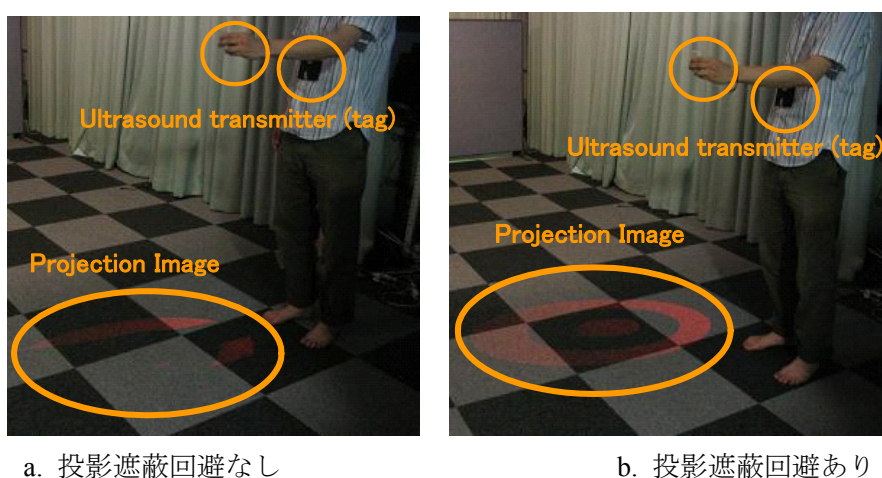 Ultrasound transmitter (tag)
Projection Image
Ultrasound transmitter (tag)
Projection Image
a. 投影遮蔽回避なし
b. 投影遮蔽回避あり